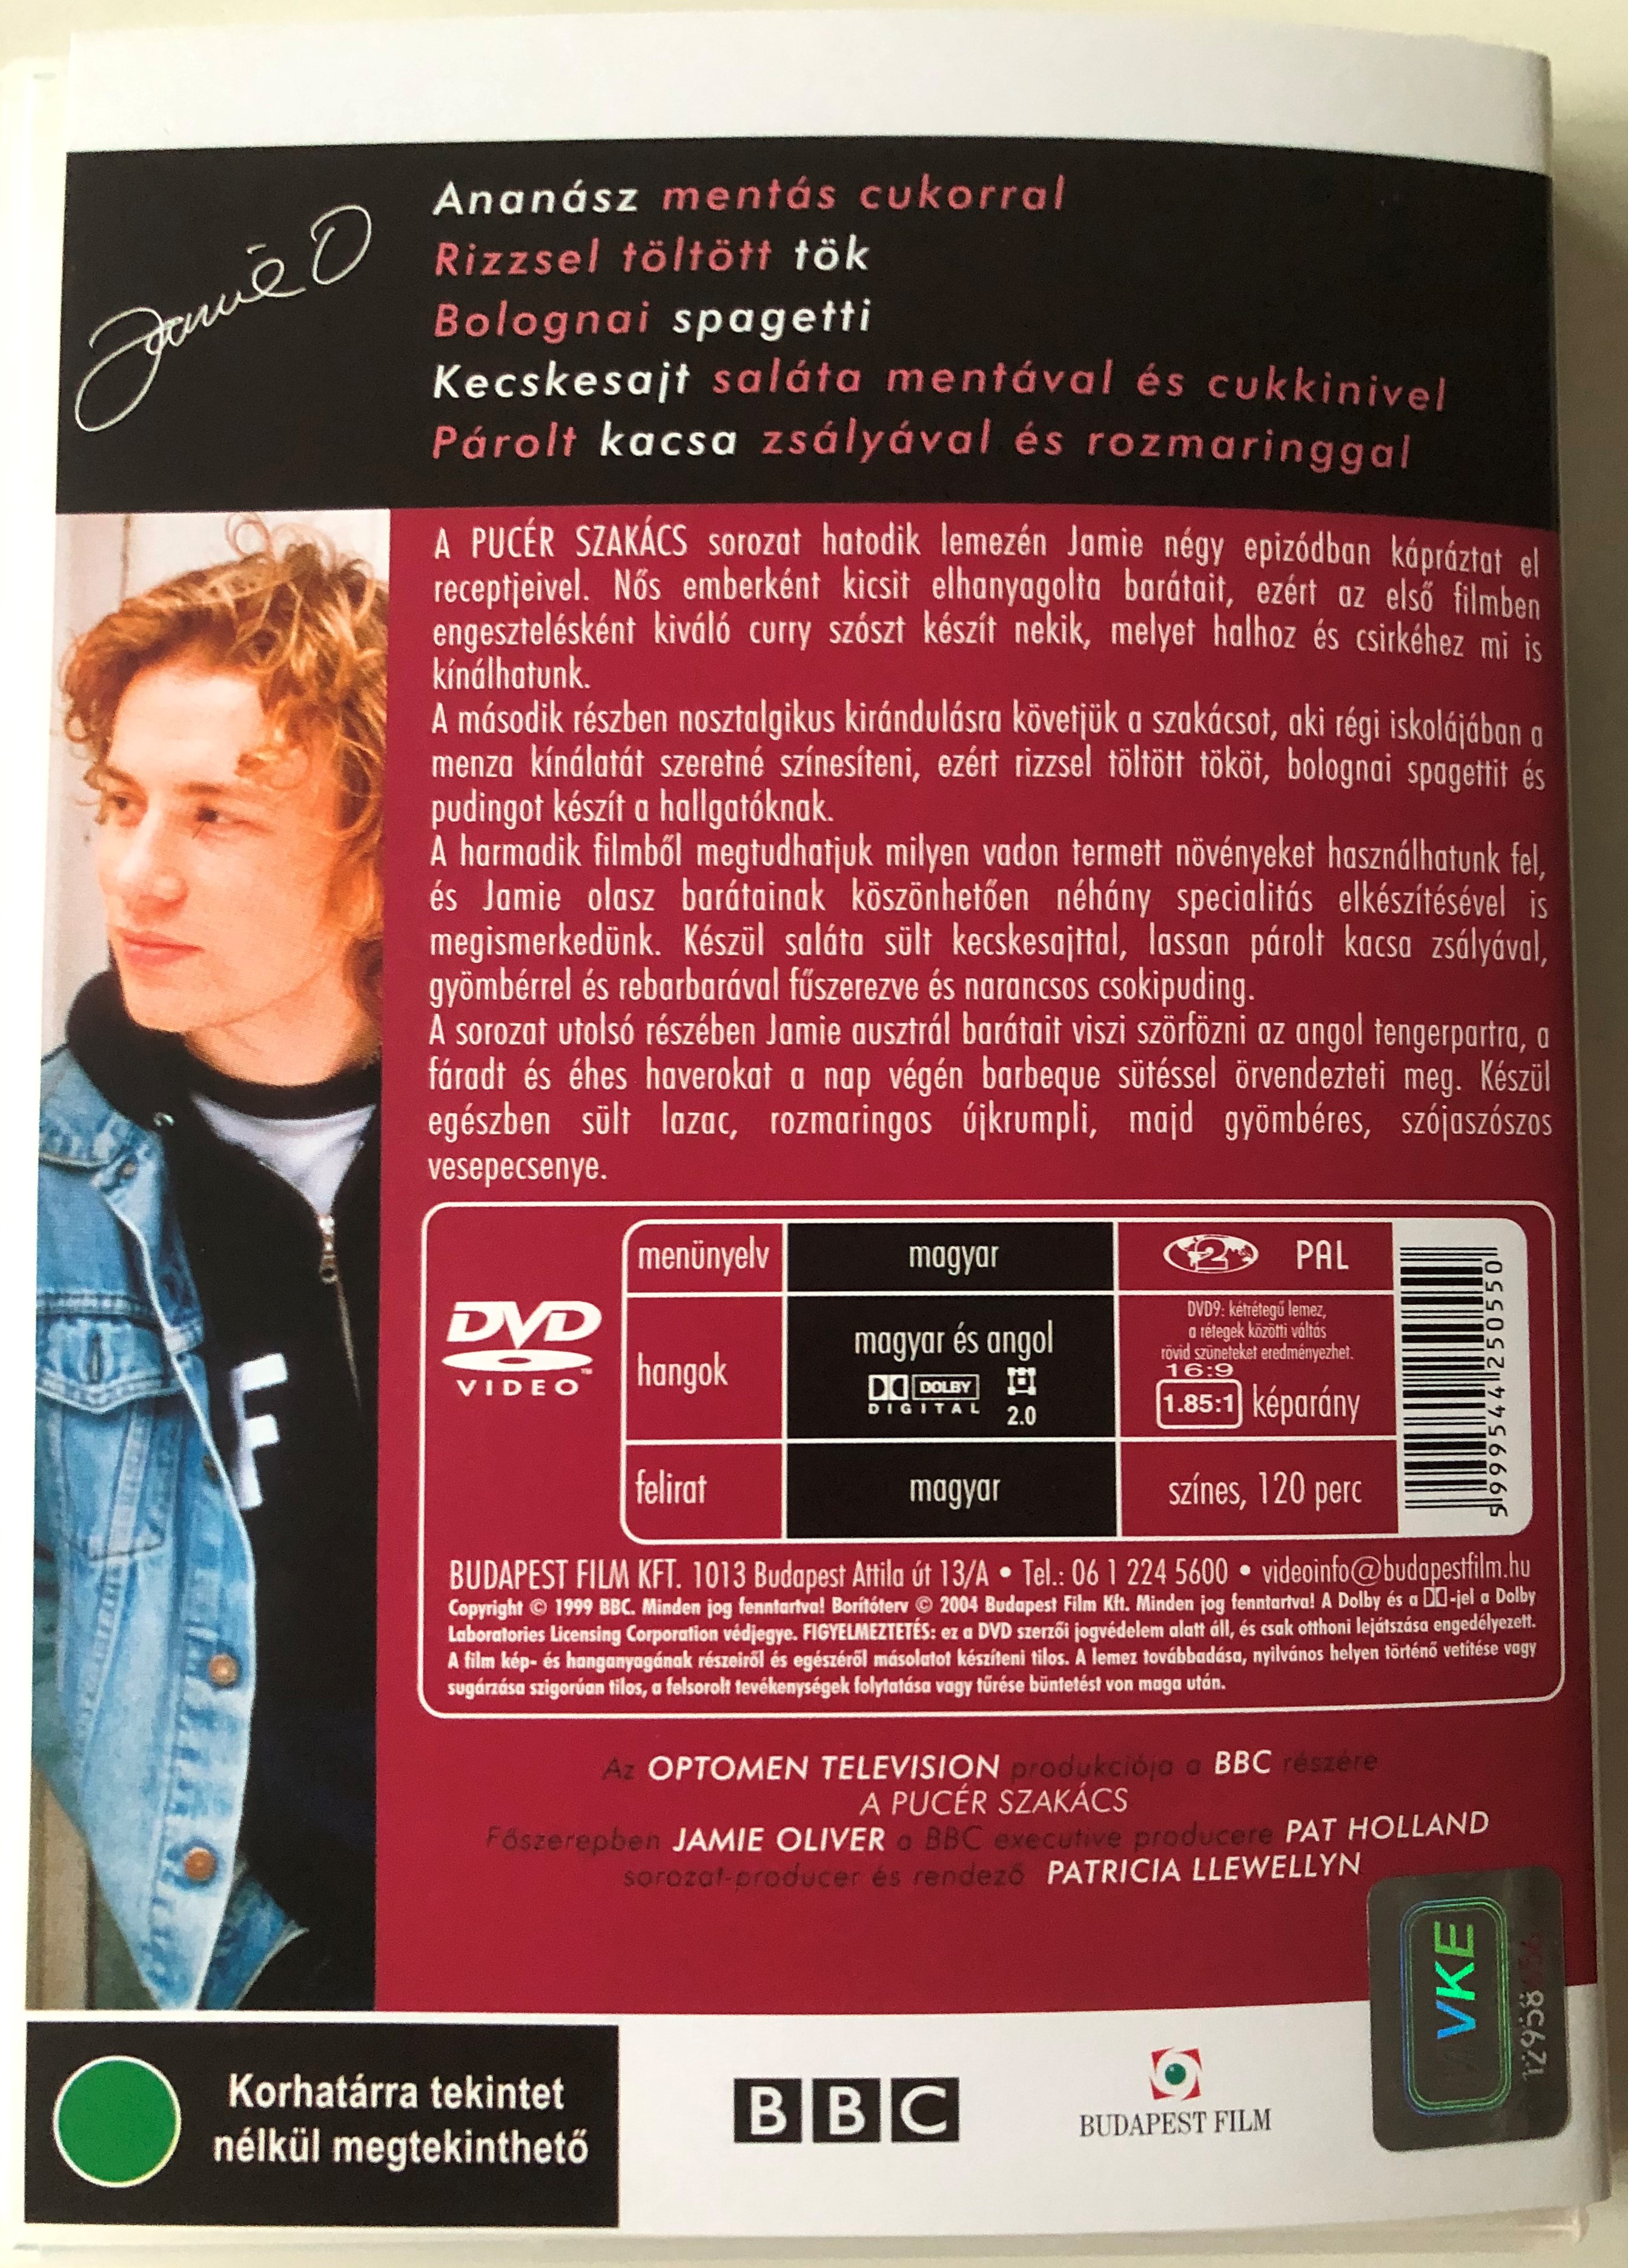 Jamie O
Ananász mentás cukorral
Rizzsel töltött tök
Bolognai spagetti
Kecskesajt saláta mentával és cukkinivel
Párolt kacsa zsályával és rozmaringgal
A PUCÉR SZAKÁCS sorozat hatodik lemezén Jamie négy epizódban kápráztat el
receptjeivel. Nős emberként kicsit elhanyagolta barátait, ezért az első filmben
engesztelésként kiváló curry szószt készít nekik, melyet halhoz és csirkéhez mi is
kínálhatunk.
A második részben nosztalgikus kirándulásra követjük a szakácsot, aki régi iskolájában a
menza kínálatát szeretné színesíteni, ezért rizzsel töltött tököt, bolognai spagettit és
pudingot készít a hallgatóknak.
A harmadik filmből megtudhatjuk milyen vadon termett növényeket használhatunk fel,
és Jamie olasz barátainak köszönhetően néhány specialitás elkészítésével is
megismerkedünk. Készül saláta sült kecskesajttal, lassan párolt kacsa zsályával,
gyömbérrel és rebarbarával fűszerezve és narancsos csokipuding.
A sorozat utolsó részében Jamie ausztrál barátait viszi szörfözni az angol tengerpartra, a
fáradt és éhes haverokat a nap végén barbeque sütéssel örvendezteti meg. Készül
egészben sült lazac, rozmaringos újkrumpli, majd gyömbéres, szójaszószos
vesepecsenye.
DVD
VIDEO™
menünyelv magyar 2 PAL
hangok magyar és angol
DOLBY
DIGITAL 2.0
DVD9: kétrétegű lemez,
a rétegek közötti váltás
rövid szüneteket eredményezhet.
16:9
1.85:1 képarány
felirat magyar színes, 120 perc
5999544250550
BUDAPEST FILM KFT. 1013 Budapest Attila út 13/A • Tel.: 06 1 224 5600 • videoinfo@budapestfilm.hu
Copyright © 1999 BBC. Minden jog fenntartva! Borítóterv © 2004 Budapest Film Kft. Minden jog fenntartva! A Dolby és a -jel a Dolby
Laboratories Licensing Corporation védjegye. FIGYELMEZTETÉS: ez a DVD szerzői jogvédelem alatt áll, és csak otthoni lejátszása engedélyezett.
A film kép- és hanganyagának részeiről és egészéről másolatot készíteni tilos. A lemez továbbadása, nyilvános helyen történő vetítése vagy
sugárzása szigorúan tilos, a felsorolt tevékenységek folytatása vagy tűrése büntetést von maga után.
Az OPTOMEN TELEVISION produkciója a BBC részére
A PUCÉR SZAKÁCS
Főszerepben JAMIE OLIVER a BBC executive producere PAT HOLLAND
sorozat-producer és rendező PATRICIA LLEWELLYN
VKE
Korhatárra tekintet
nélkül megtekinthető
BBC
BUDAPEST FILM
F